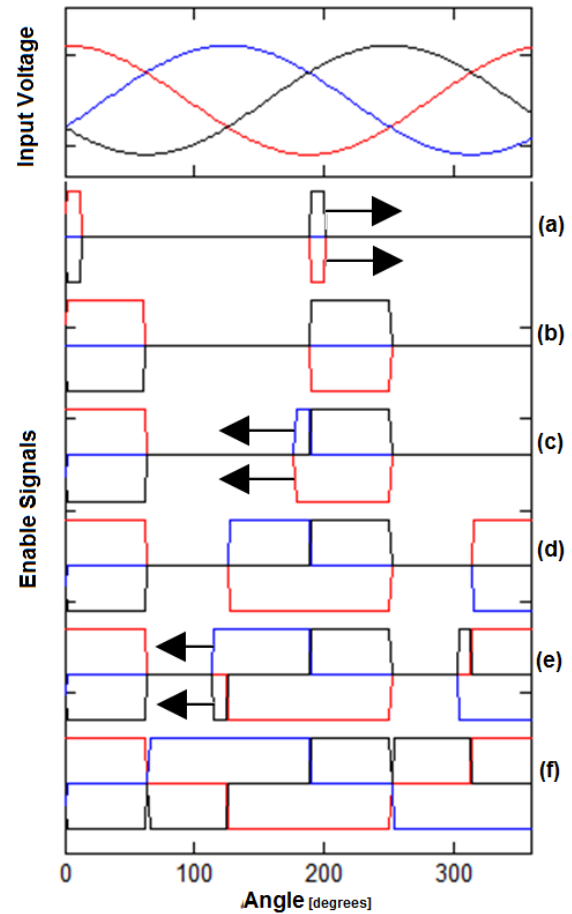 Input Voltage
(a)
(b)
(c)
Enable Signals
(d)
(e)
(f)
0 100 200 300
Angle [degrees]